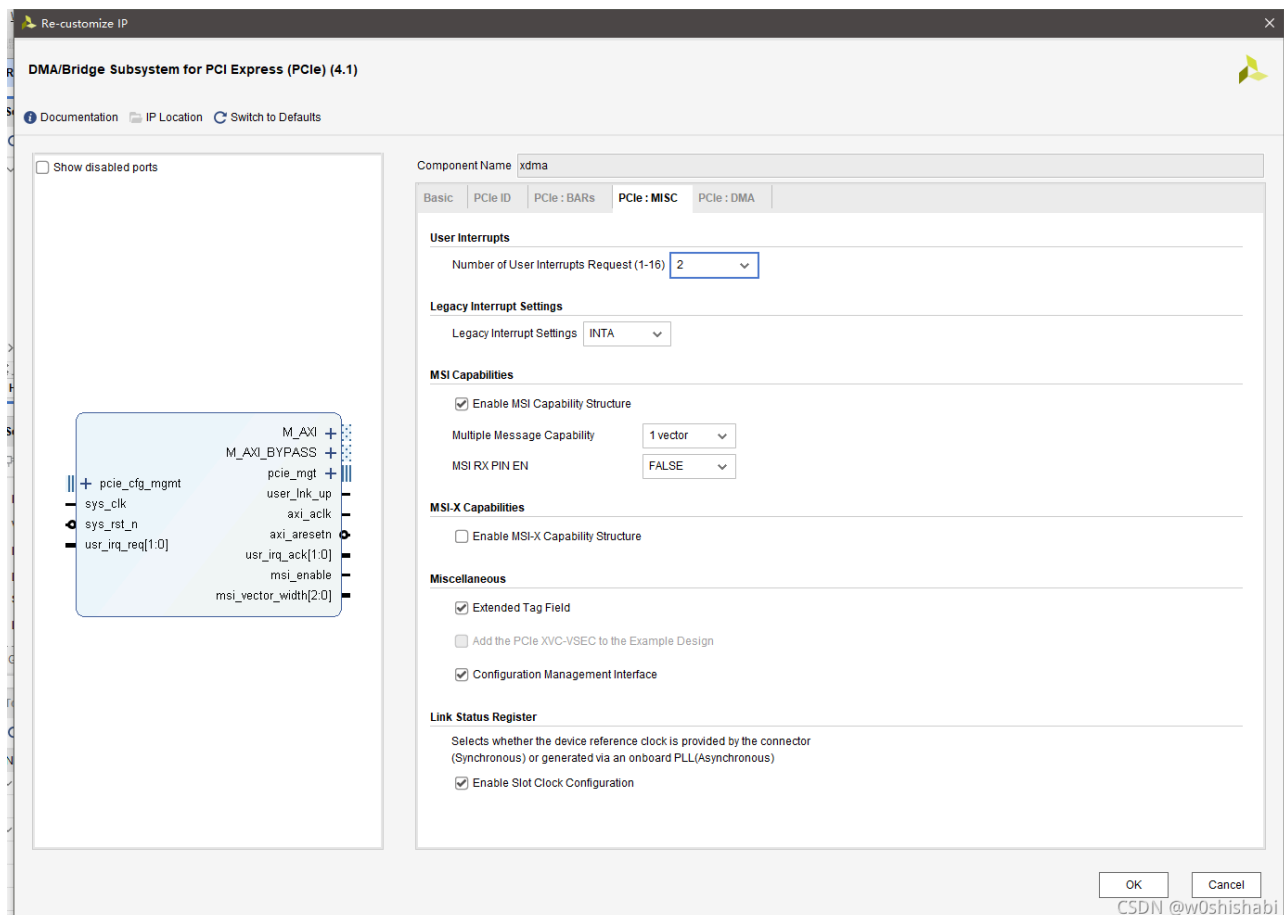 Re-customize IP
DMA/Bridge Subsystem for PCI Express (PCIe) (4.1)
Documentation IP Location Switch to Defaults
Show disabled ports
M_AXI
M_AXI_BYPASS
pcie_mgt
pcie_cfg_mgmt
user_lnk_up
sys_clk
axi_aclk
sys_rst_n
axi_aresetn
usr_irq_req[1:0]
usr_irq_ack[1:0]
msi_enable
msi_vector_width[2:0]
Component Name xdma
Basic PCIe ID PCIe : BARs PCIe : MISC PCIe : DMA
User Interrupts
Number of User Interrupts Request (1-16) 2
Legacy Interrupt Settings
Legacy Interrupt Settings INTA
MSI Capabilities
Enable MSI Capability Structure
Multiple Message Capability 1 vector
MSI RX PIN EN FALSE
MSI-X Capabilities
Enable MSI-X Capability Structure
Miscellaneous
Extended Tag Field
Add the PCIe XVC-VSEC to the Example Design
Configuration Management Interface
Link Status Register
Selects whether the device reference clock is provided by the connector
(Synchronous) or generated via an onboard PLL(Asynchronous)
Enable Slot Clock Configuration
OK Cancel
CSDN @w0shishabi